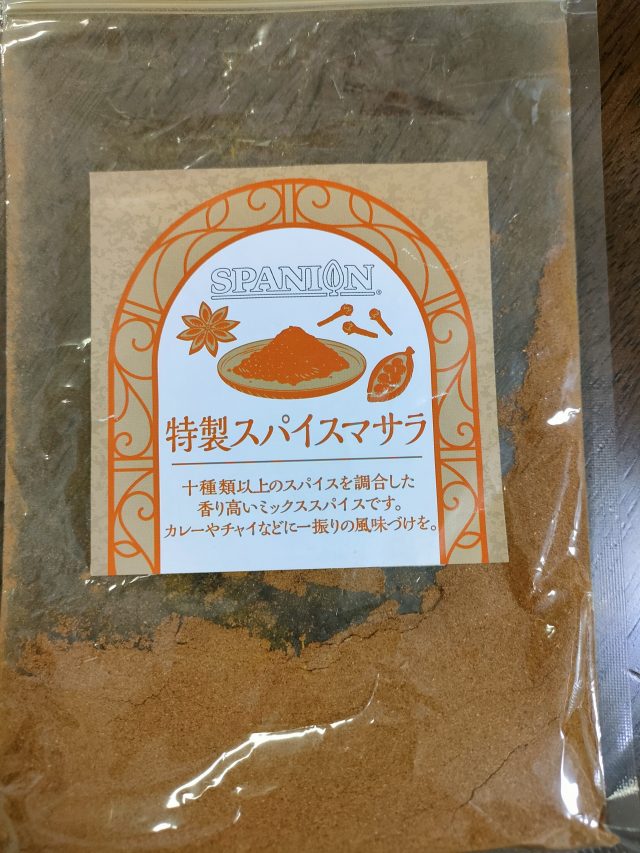 SPANION®
特製スパイスマサラ
十種類以上のスパイスを調合した
香り高いミックススパイスです。
カレーやチャイなどに一振りの風味づけを。